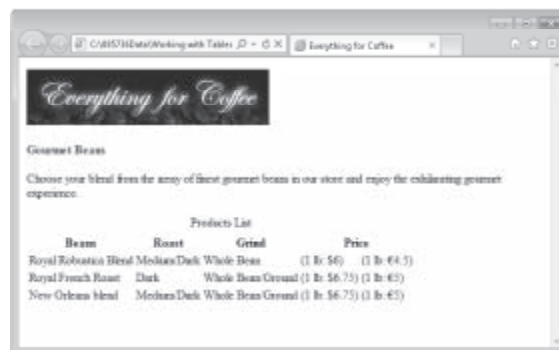 C:\085736Data\Working with Tables
Everything for Coffee
Everything for Coffee
Gourmet Beans
Choose your blend from the array of finest gourmet beans in our store and enjoy the exhilarating gourmet
experience.
Products List
Beans Roast Grind Price
Royal Robustica Blend Medium/Dark Whole Bean (1 lb: $6) (1 lb: €4.5)
Royal French Roast Dark Whole Bean/Ground (1 lb: $6.75) (1 lb: €5)
New Orleans blend Medium/Dark Whole Bean/Ground (1 lb: $6.75) (1 lb: €5)